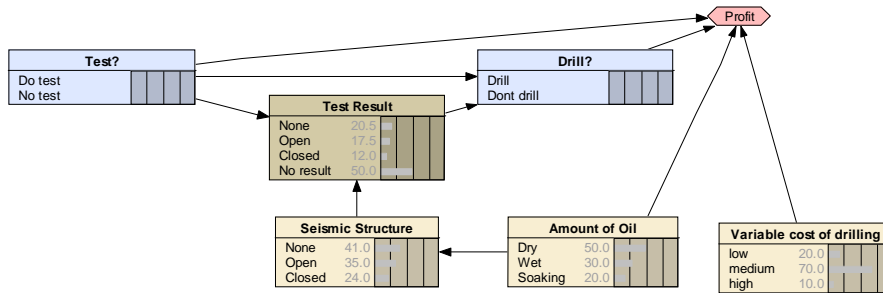 Profit
Test?
Do test
No test
Drill?
Drill
Dont drill
Test Result
None 20.5
Open 17.5
Closed 12.0
No result 50.0
Seismic Structure
None 41.0
Open 35.0
Closed 24.0
Amount of Oil
Dry 50.0
Wet 30.0
Soaking 20.0
Variable cost of drilling
low 20.0
medium 70.0
high 10.0